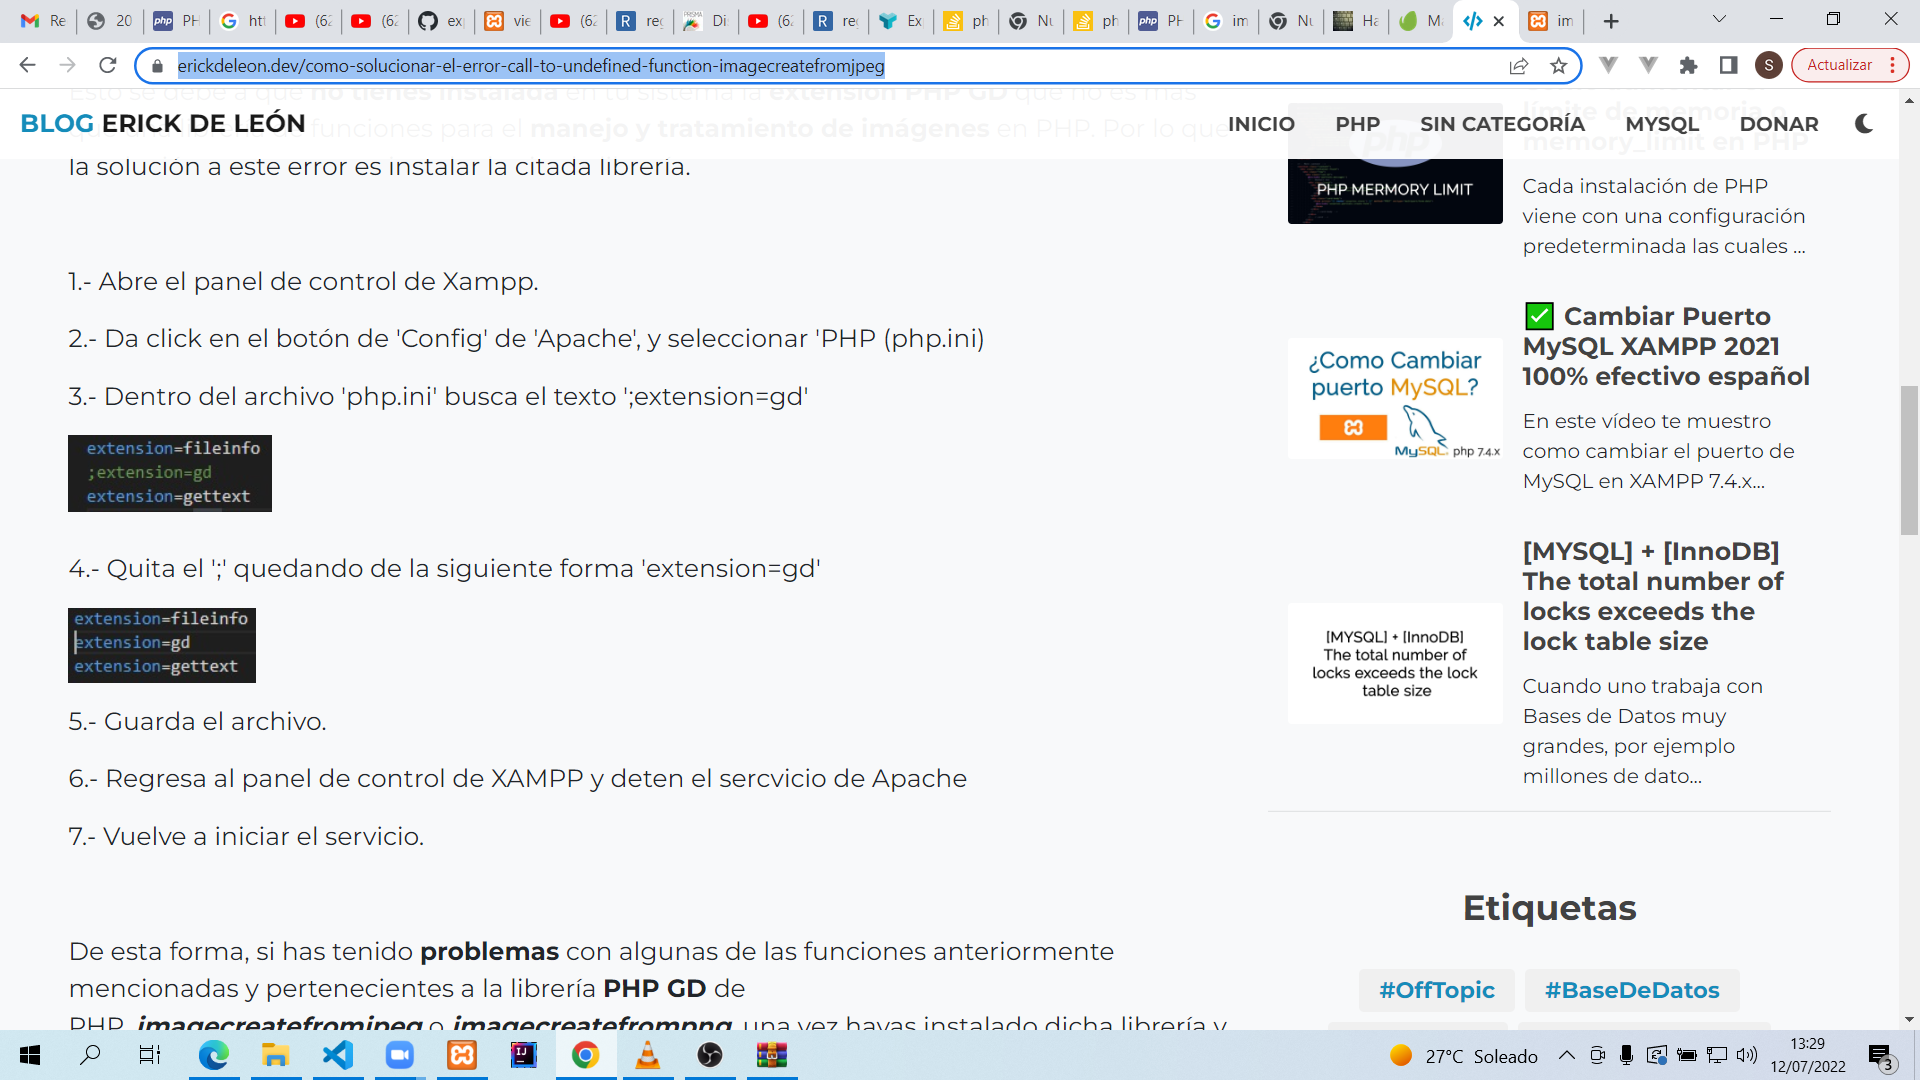 Re
20
php PH
htt
(62
(62
exp
vie
(62
R reg
PRISMA Di
(62
R reg
Ex
ph
Nu
ph
php PH
im
Nu
Ha
Ma
im
erickdeleon.dev/como-solucionar-el-error-call-to-undefined-function-imagecreatefromjpeg
S
Actualizar
Esto se debe a que no tienes instalada en tu sistema la extensión PHP GD que no es más
BLOG ERICK DE LEÓN
funciones para el manejo y tratamiento de imágenes en PHP. Por lo que
INICIO PHP SIN CATEGORÍA MYSQL DONAR
la solución a este error es instalar la citada librería.
1.- Abre el panel de control de Xampp.
2.- Da click en el botón de 'Config' de 'Apache', y seleccionar 'PHP (php.ini)
3.- Dentro del archivo 'php.ini' busca el texto ';extension=gd'
extension=fileinfo
;extension=gd
extension=gettext
4.- Quita el ';' quedando de la siguiente forma 'extension=gd'
extension=fileinfo
extension=gd
extension=gettext
5.- Guarda el archivo.
6.- Regresa al panel de control de XAMPP y deten el sercvicio de Apache
7.- Vuelve a iniciar el servicio.
De esta forma, si has tenido problemas con algunas de las funciones anteriormente
mencionadas y pertenecientes a la librería PHP GD de
PHP, imagecreatefromjpeg o imagecreatefrompng, una vez hayas instalado dicha librería y
límite de memoria o
memory_limit en PHP
php
PHP MERMORY LIMIT
Cada instalación de PHP
viene con una configuración
predeterminada las cuales ...
¿Como Cambiar
puerto MySQL?
MySQL php 7.4.x
✅ Cambiar Puerto
MySQL XAMPP 2021
100% efectivo español
En este vídeo te muestro
como cambiar el puerto de
MySQL en XAMPP 7.4.x...
[MYSQL] + [InnoDB]
The total number of
locks exceeds the lock
table size
[MYSQL] + [InnoDB]
The total number of
locks exceeds the
lock table size
Cuando uno trabaja con
Bases de Datos muy
grandes, por ejemplo
millones de dato...
Etiquetas
#OffTopic
#BaseDeDatos
27°C Soleado
13:29
12/07/2022
3